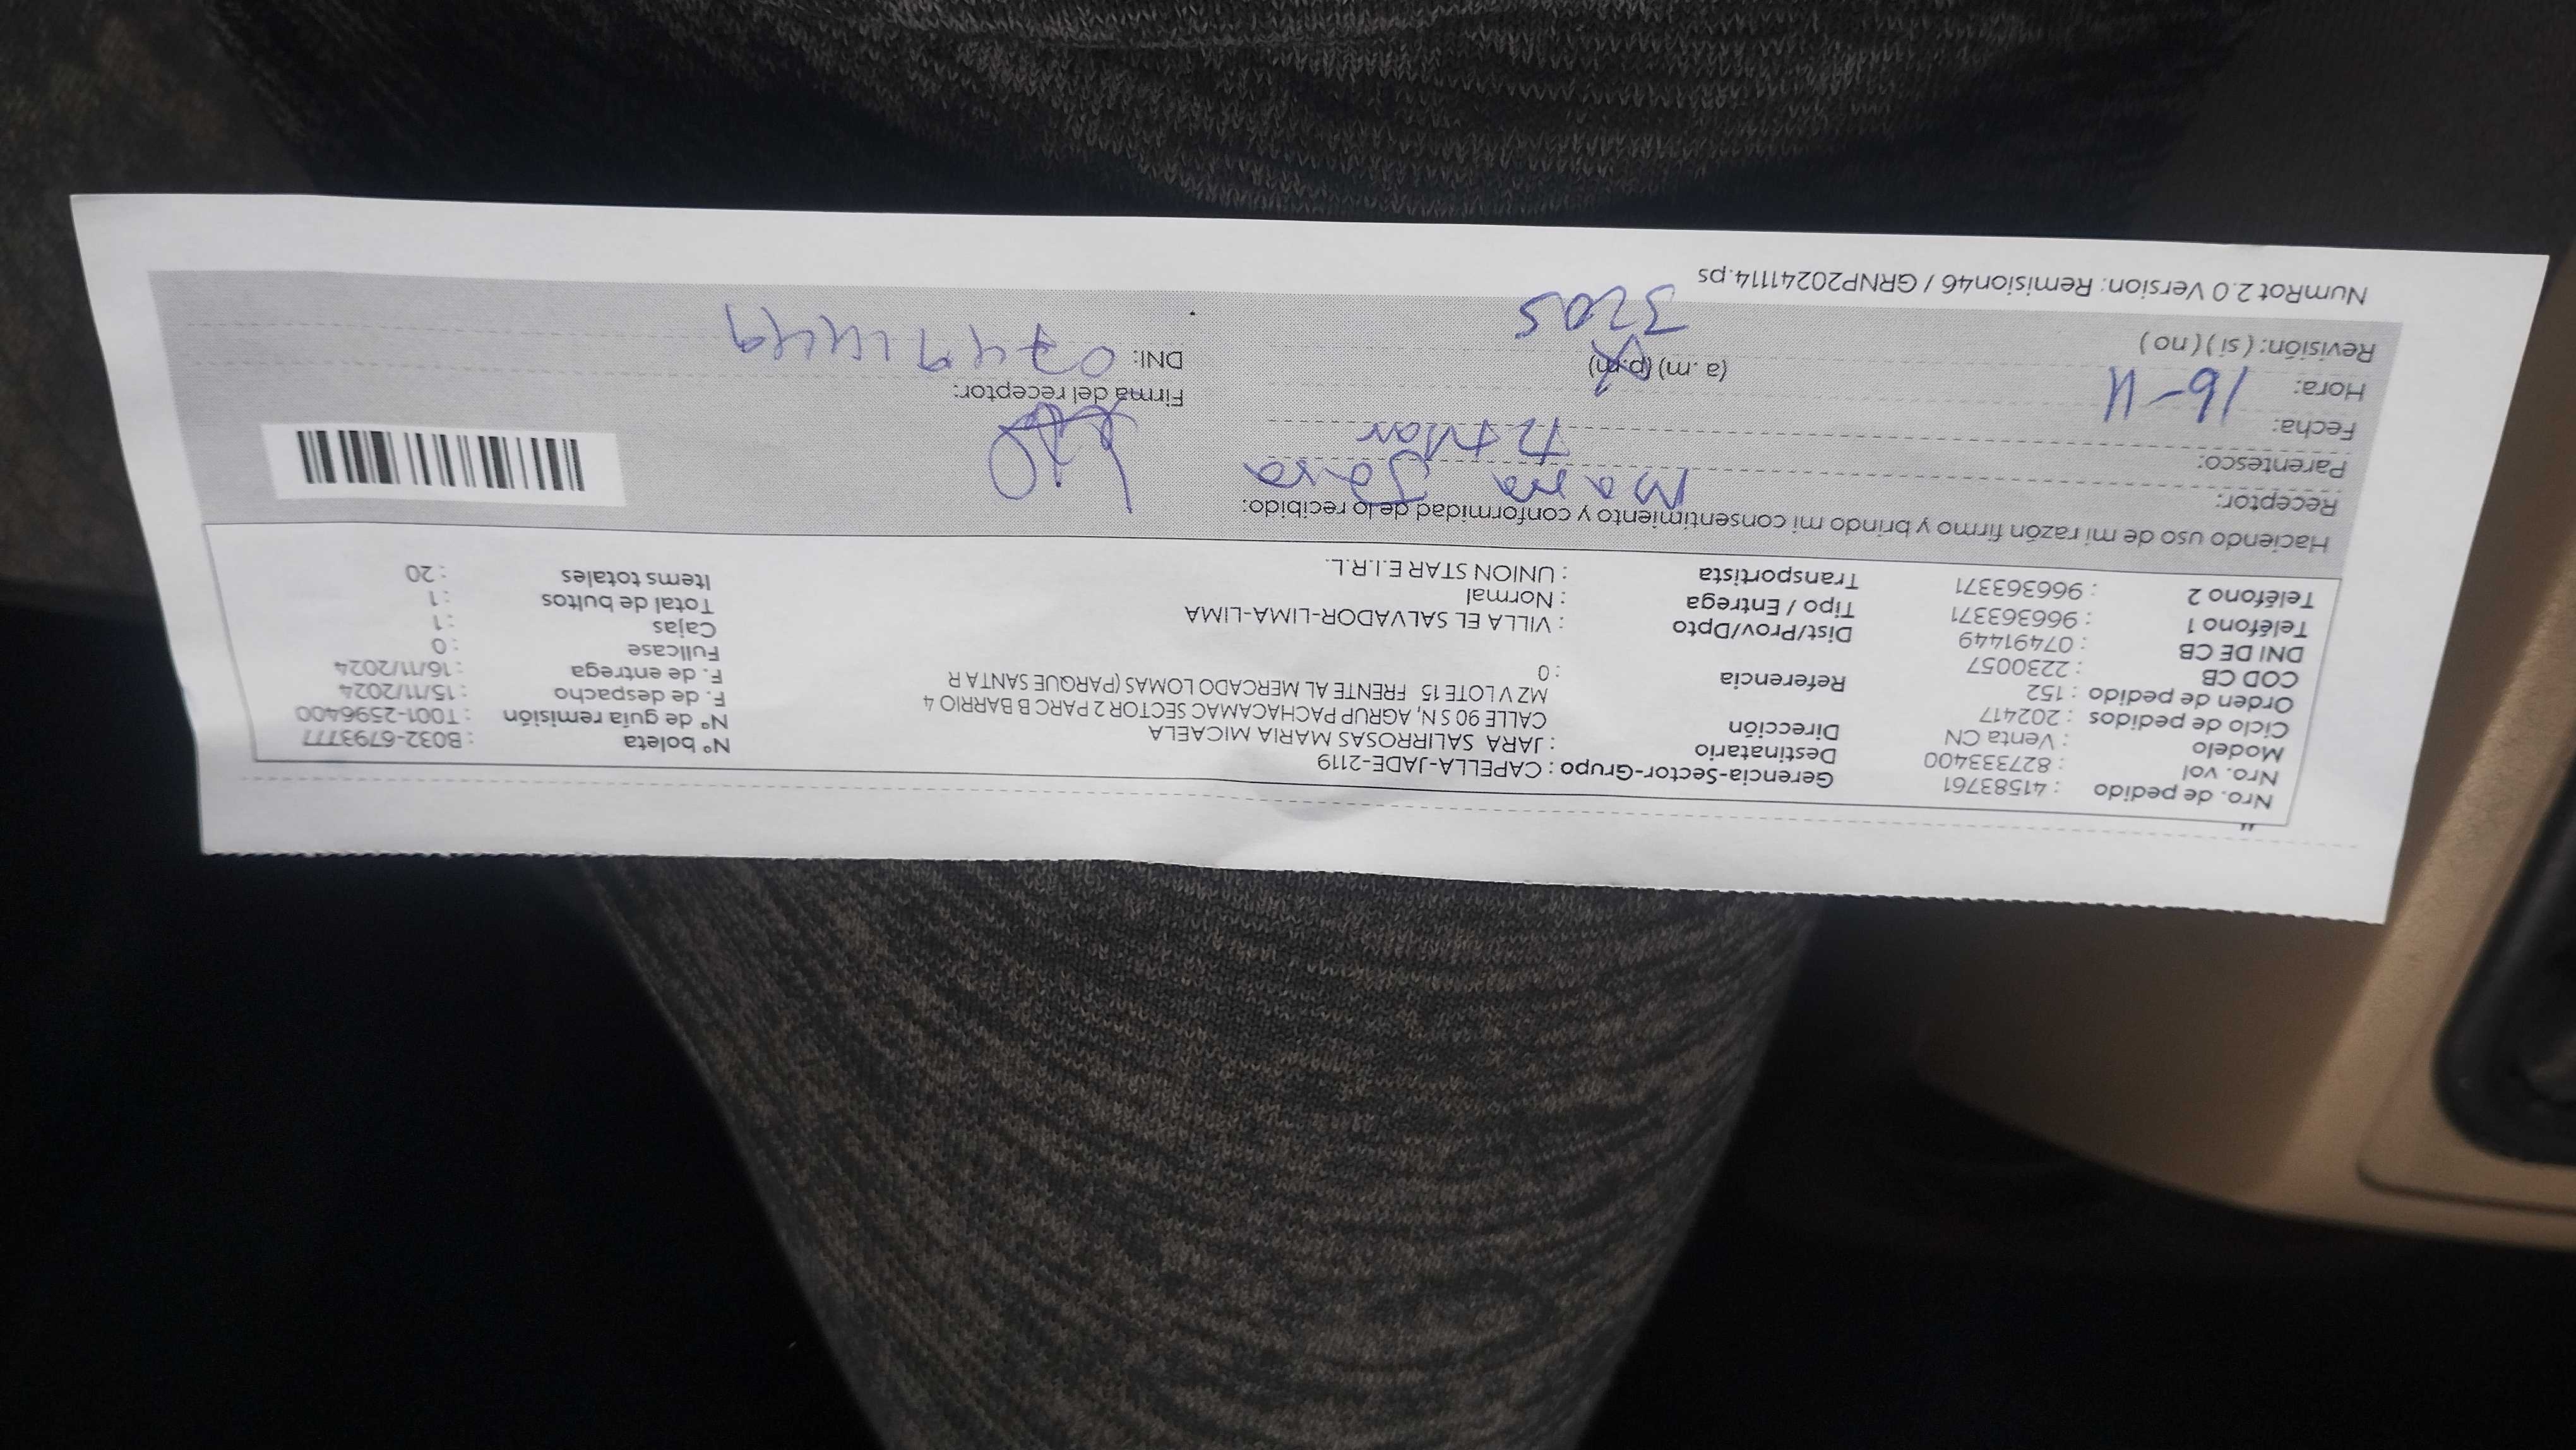 Nro. de pedido : 41583761
Nro. vol : 827333400
Modelo : Venta CN
Ciclo de pedidos : 202417
Orden de pedido : 152
COD CB : 2230057
DNI DE CB : 07491449
Teléfono 1 : 966363371
Teléfono 2 : 966363371
Gerencia-Sector-Grupo : CAPELLA-JADE-2119
Destinatario : JARA SALIRROSAS MARIA MICAELA
Dirección CALLE 90 S N, AGRUP PACHACAMAC SECTOR 2 PARC B BARRIO 4
MZ V LOTE 15 FRENTE AL MERCADO LOMAS (PARQUE SANTA R
Referencia : 0
Dist/Prov/Dpto : VILLA EL SALVADOR-LIMA-LIMA
Tipo / Entrega : Normal
Transportista : UNION STAR E.I.R.L.
N° boleta : B032-6793777
N° de guía remisión : T001-2596400
F. de despacho : 15/11/2024
F. de entrega : 16/11/2024
Fullcase : 0
Cajas : 1
Total de bultos : 1
Items totales : 20
Haciendo uso de mi razón firmo y brindo mi consentimiento y conformidad de lo recibido:
Receptor: Maria Jara
Parentesco:
Fecha: 16-11
Hora: (a.m) (p.m)
Revisión: ( si ) ( no )
Firma del receptor:
DNI: 07491449
NumRot 2.0 Version: Remision46 / GRNP20241114.ps